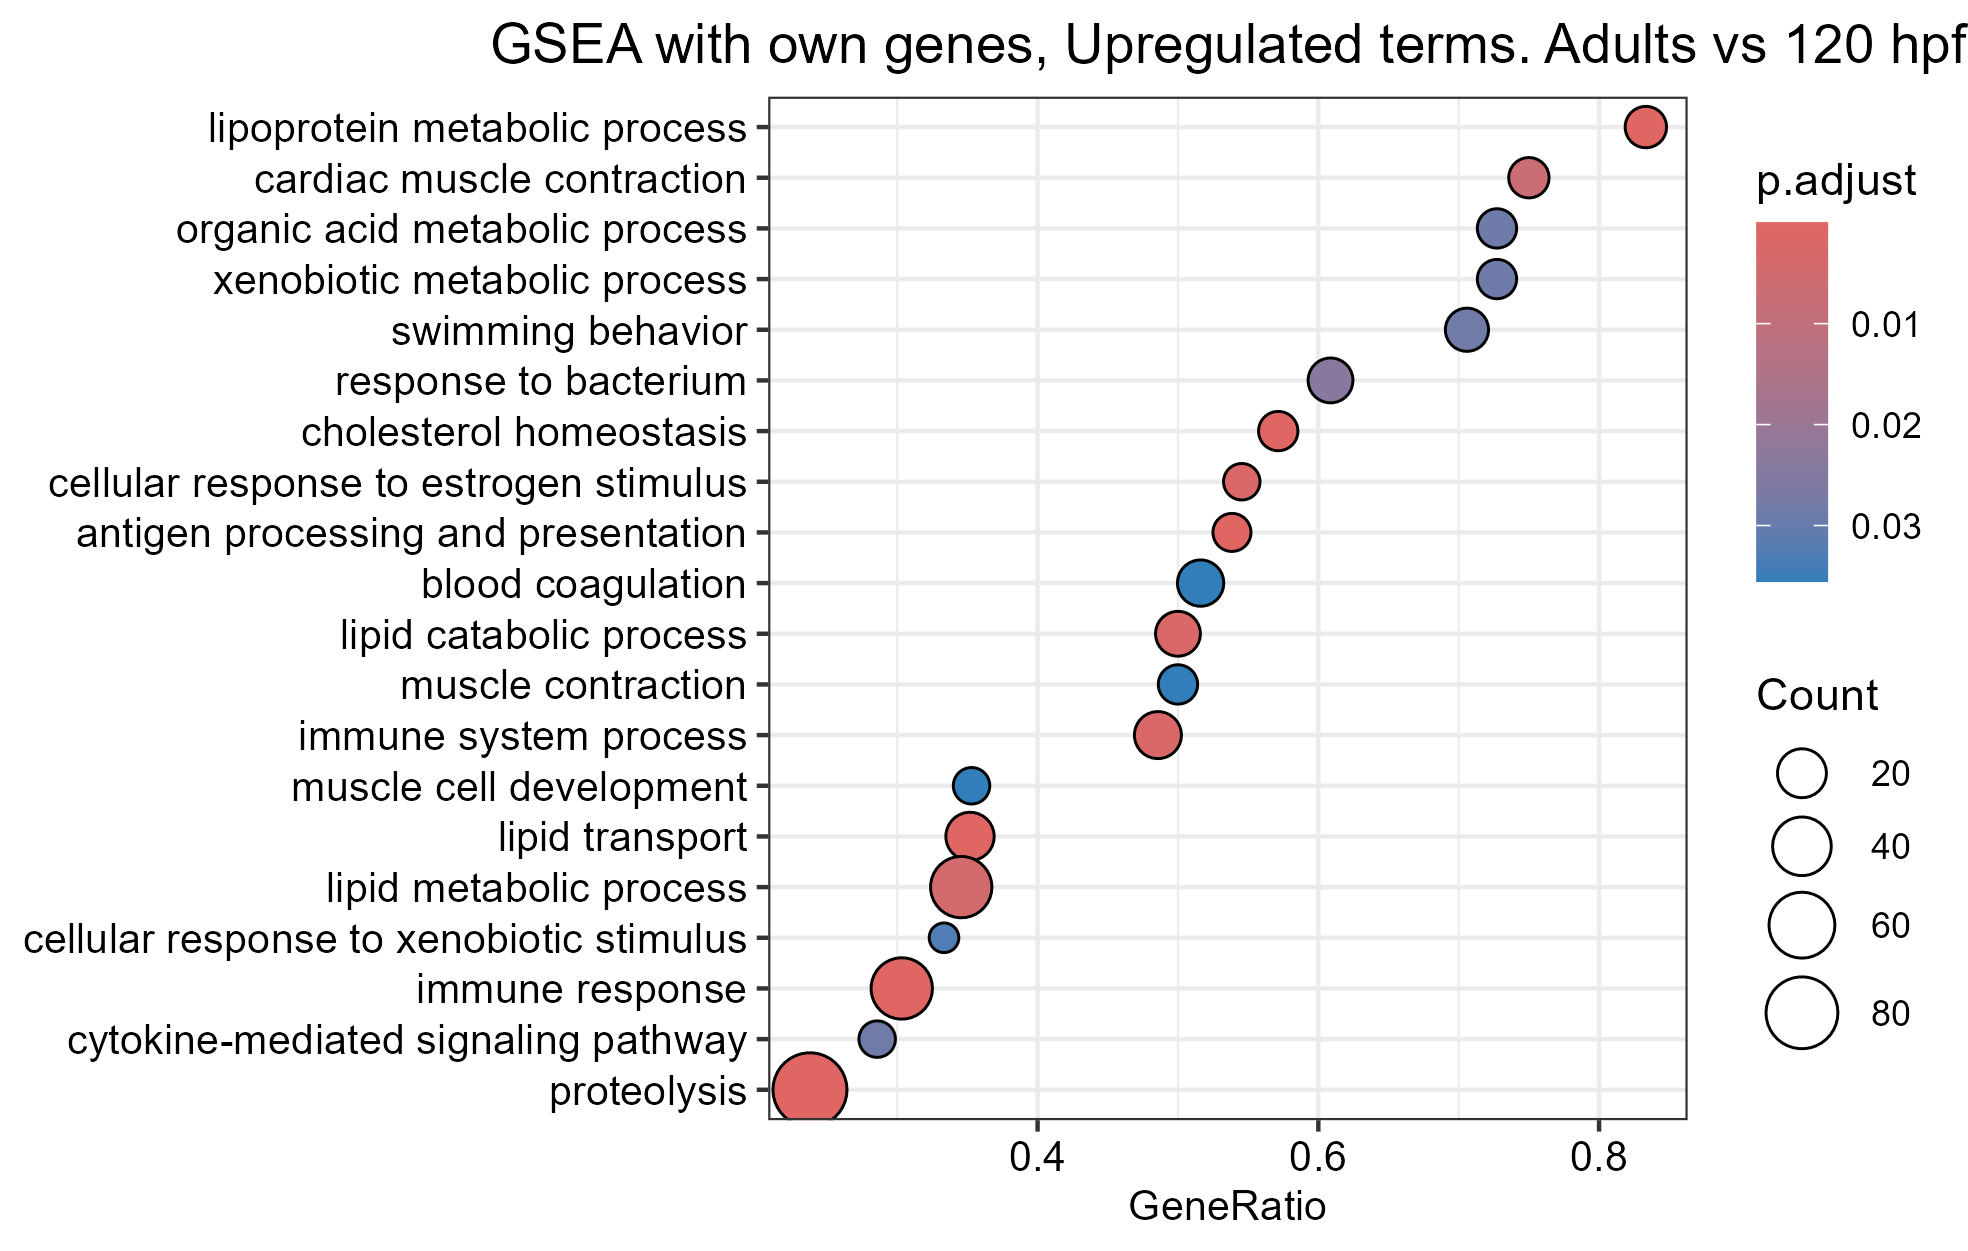 GSEA with own genes, Upregulated terms. Adults vs 120 hpf
lipoprotein metabolic process
cardiac muscle contraction
organic acid metabolic process
xenobiotic metabolic process
swimming behavior
response to bacterium
cholesterol homeostasis
cellular response to estrogen stimulus
antigen processing and presentation
blood coagulation
lipid catabolic process
muscle contraction
immune system process
muscle cell development
lipid transport
lipid metabolic process
cellular response to xenobiotic stimulus
immune response
cytokine-mediated signaling pathway
proteolysis
0.4 0.6 0.8
GeneRatio
p.adjust
0.01
0.02
0.03
Count
20
40
60
80